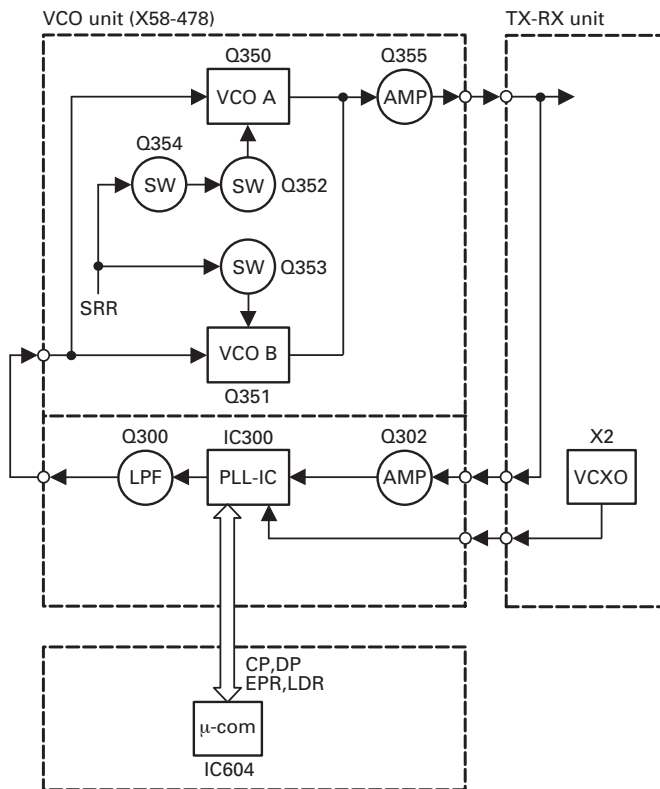 VCO unit (X58-478)
TX-RX unit
Q350
Q355
VCO A
AMP
Q354
SW
SW
Q352
SW
Q353
SRR
VCO B
Q351
Q300
IC300
Q302
X2
LPF
PLL-IC
AMP
VCXO
CP,DP
EPR,LDR
μ-com
IC604